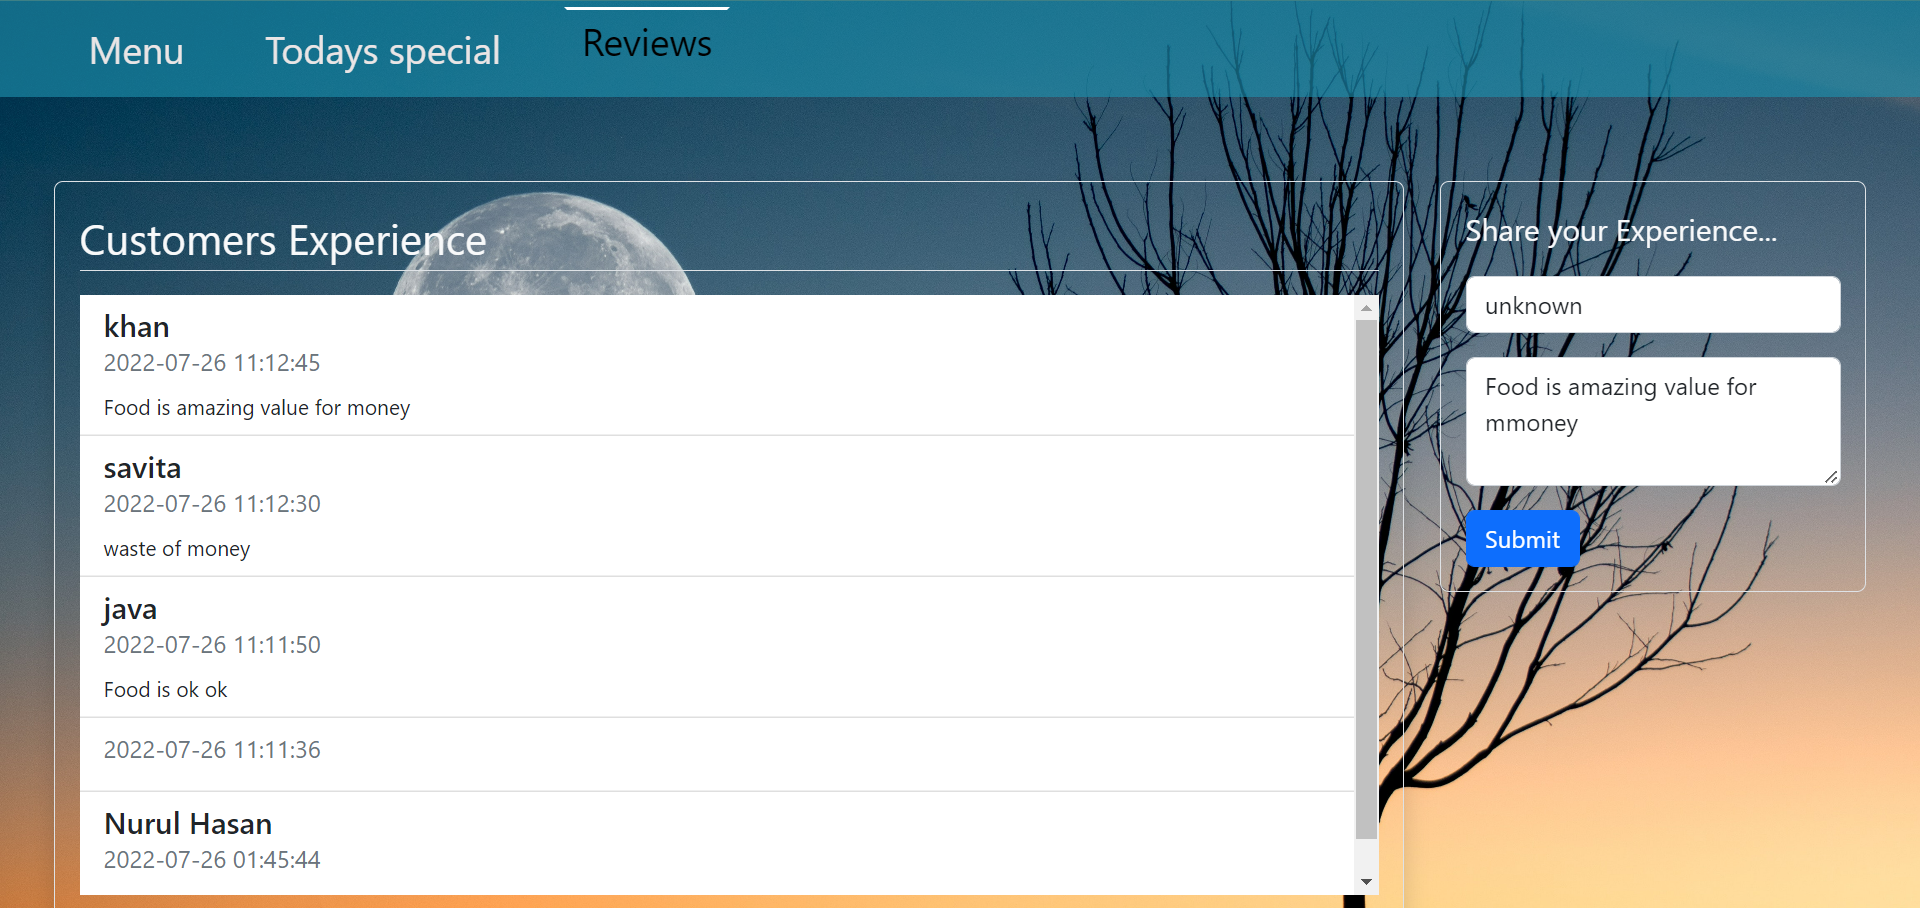 Menu
Todays special
Reviews
Customers Experience
khan
2022-07-26 11:12:45
Food is amazing value for money
savita
2022-07-26 11:12:30
waste of money
java
2022-07-26 11:11:50
Food is ok ok
2022-07-26 11:11:36
Nurul Hasan
2022-07-26 01:45:44
Share your Experience...
unknown
Food is amazing value for
mmoney
Submit